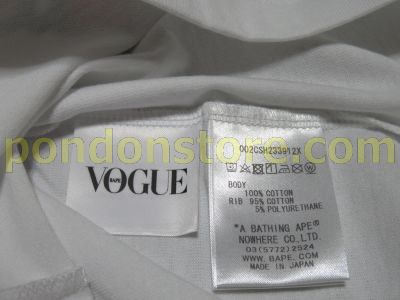 pondonstore.com
VOGUE
BAPE
002CSH233912X
BODY
100% COTTON
RIB 95% COTTON
5% POLYURETHANE
"A BATHING APE®
NOWHERE CO., LTD.
03(5772)2524
WWW.BAPE.COM
MADE IN JAPAN